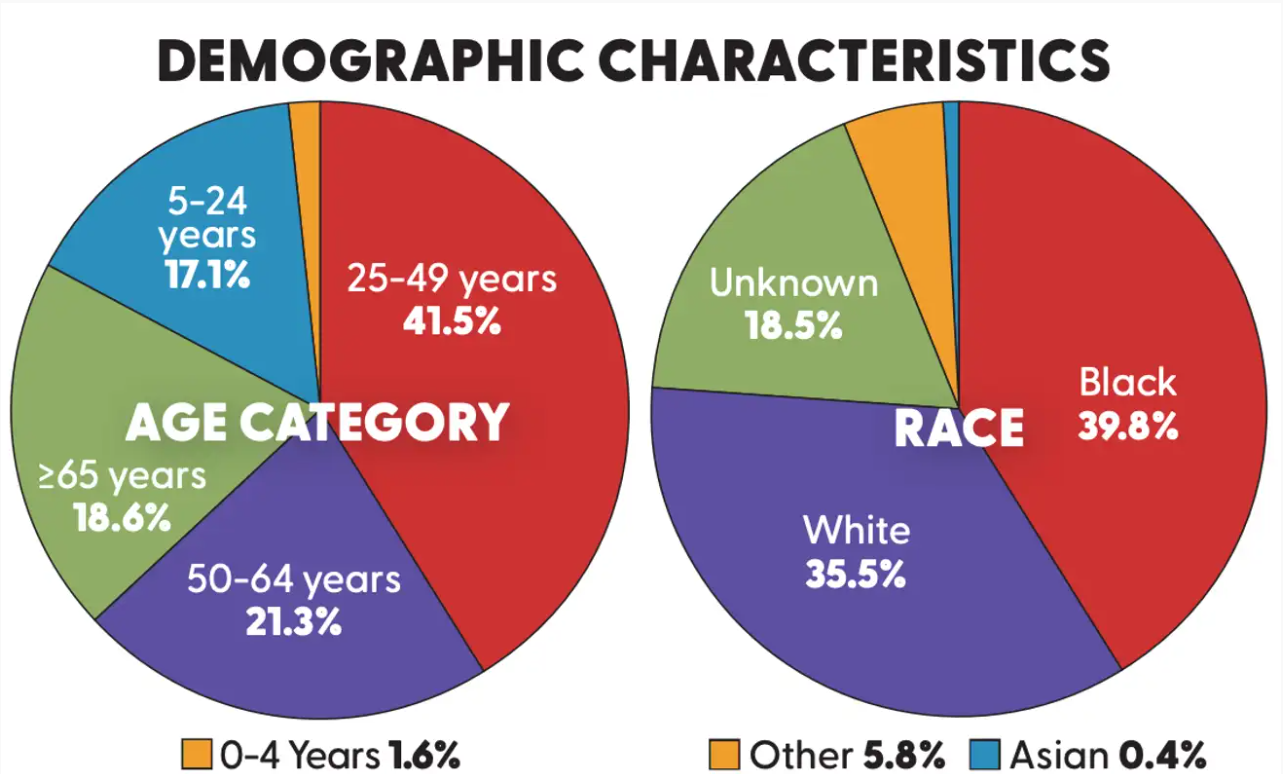 DEMOGRAPHIC CHARACTERISTICS
5-24
years
17.1%
25-49 years
41.5%
AGE CATEGORY
≥65 years
18.6%
50-64 years
21.3%
0-4 Years 1.6%
Unknown
18.5%
Black
39.8%
RACE
White
35.5%
Other 5.8%
Asian 0.4%